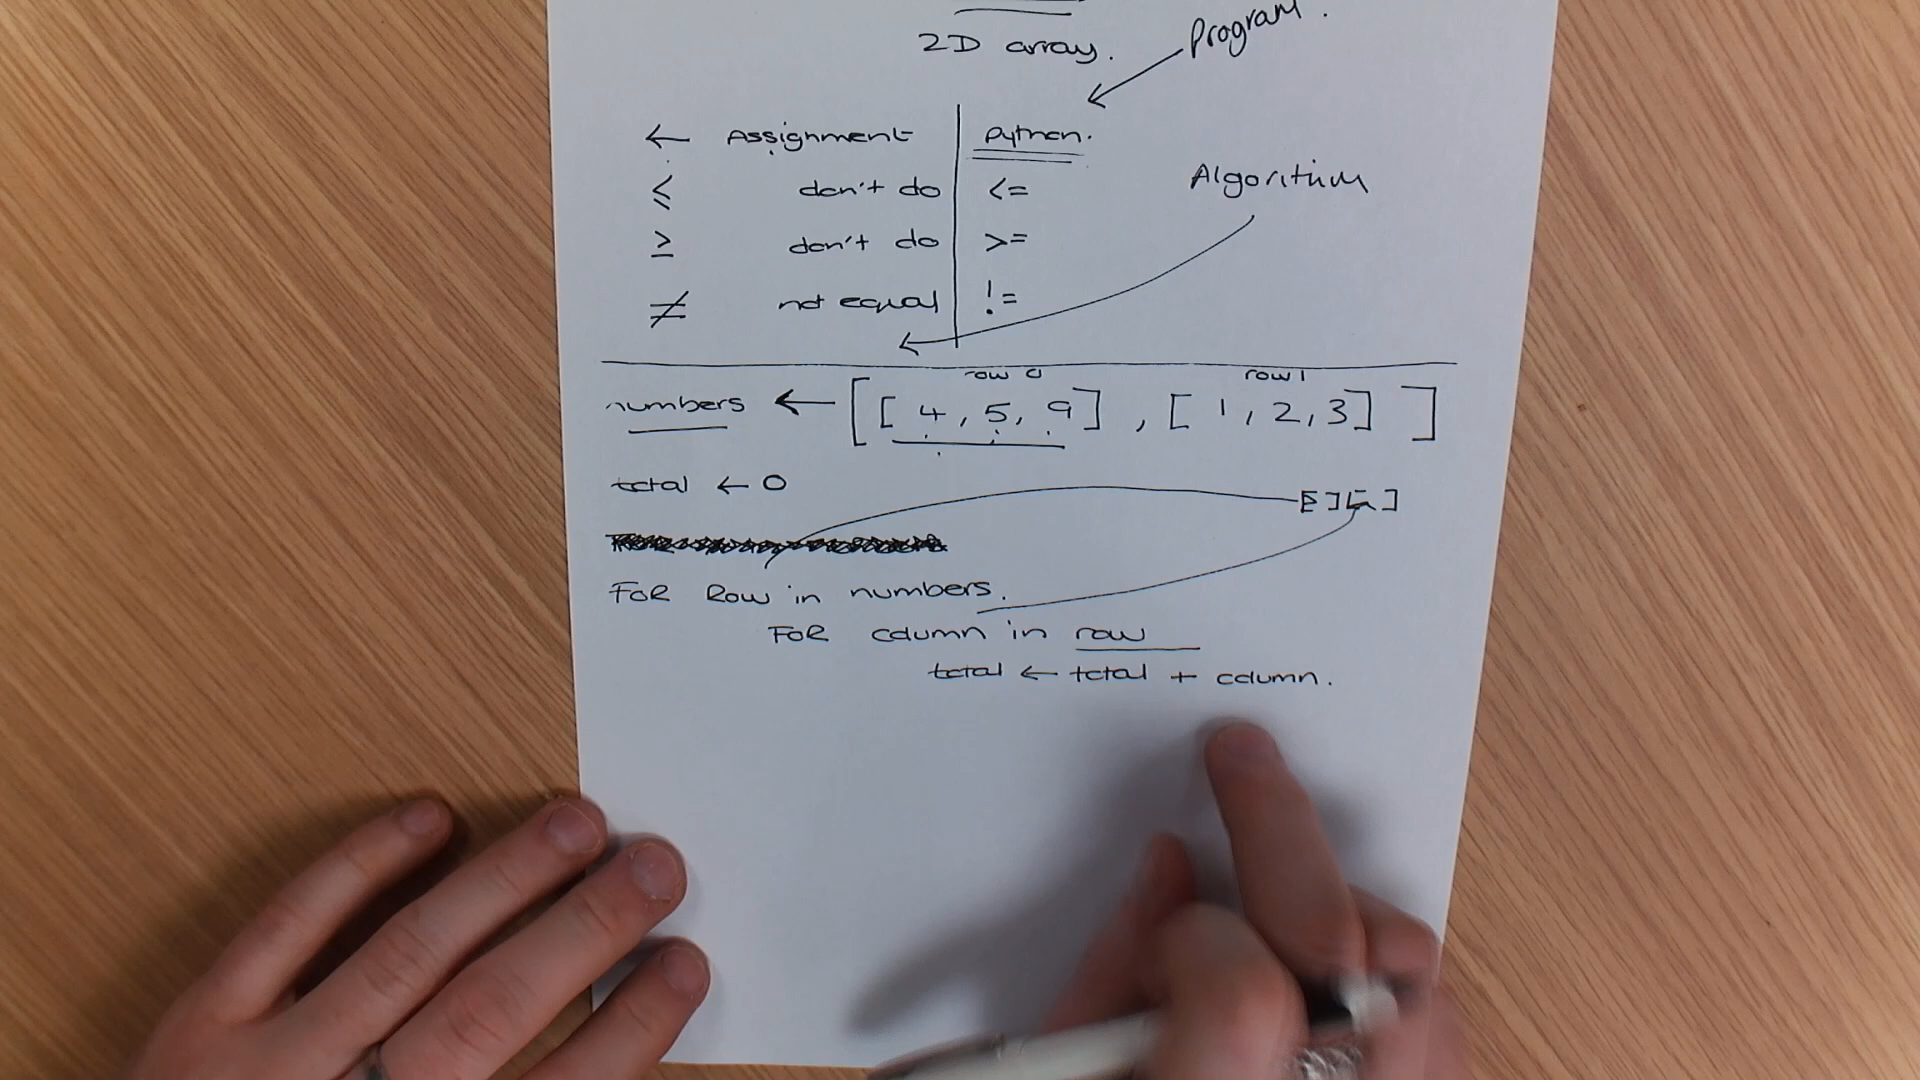 2D array.
Program.
← Assignment Python.
≤ don't do <=
Algorithm
≥ don't do >=
≠ not equal !=
row 0 row 1
numbers ← [[4, 5, 9], [1, 2, 3]]
total ← 0
FOR Row in numbers.
FOR column in row
total ← total + column.